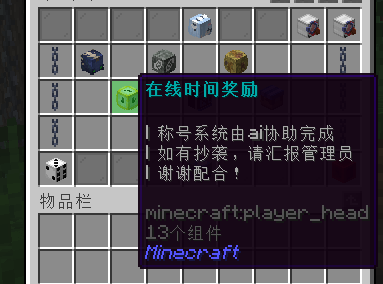 在线时间奖励
| 称号系统由ai协助完成
| 如有抄袭，请汇报管理员
| 谢谢配合！
物品栏
minecraft:player_head
13个组件
Minecraft